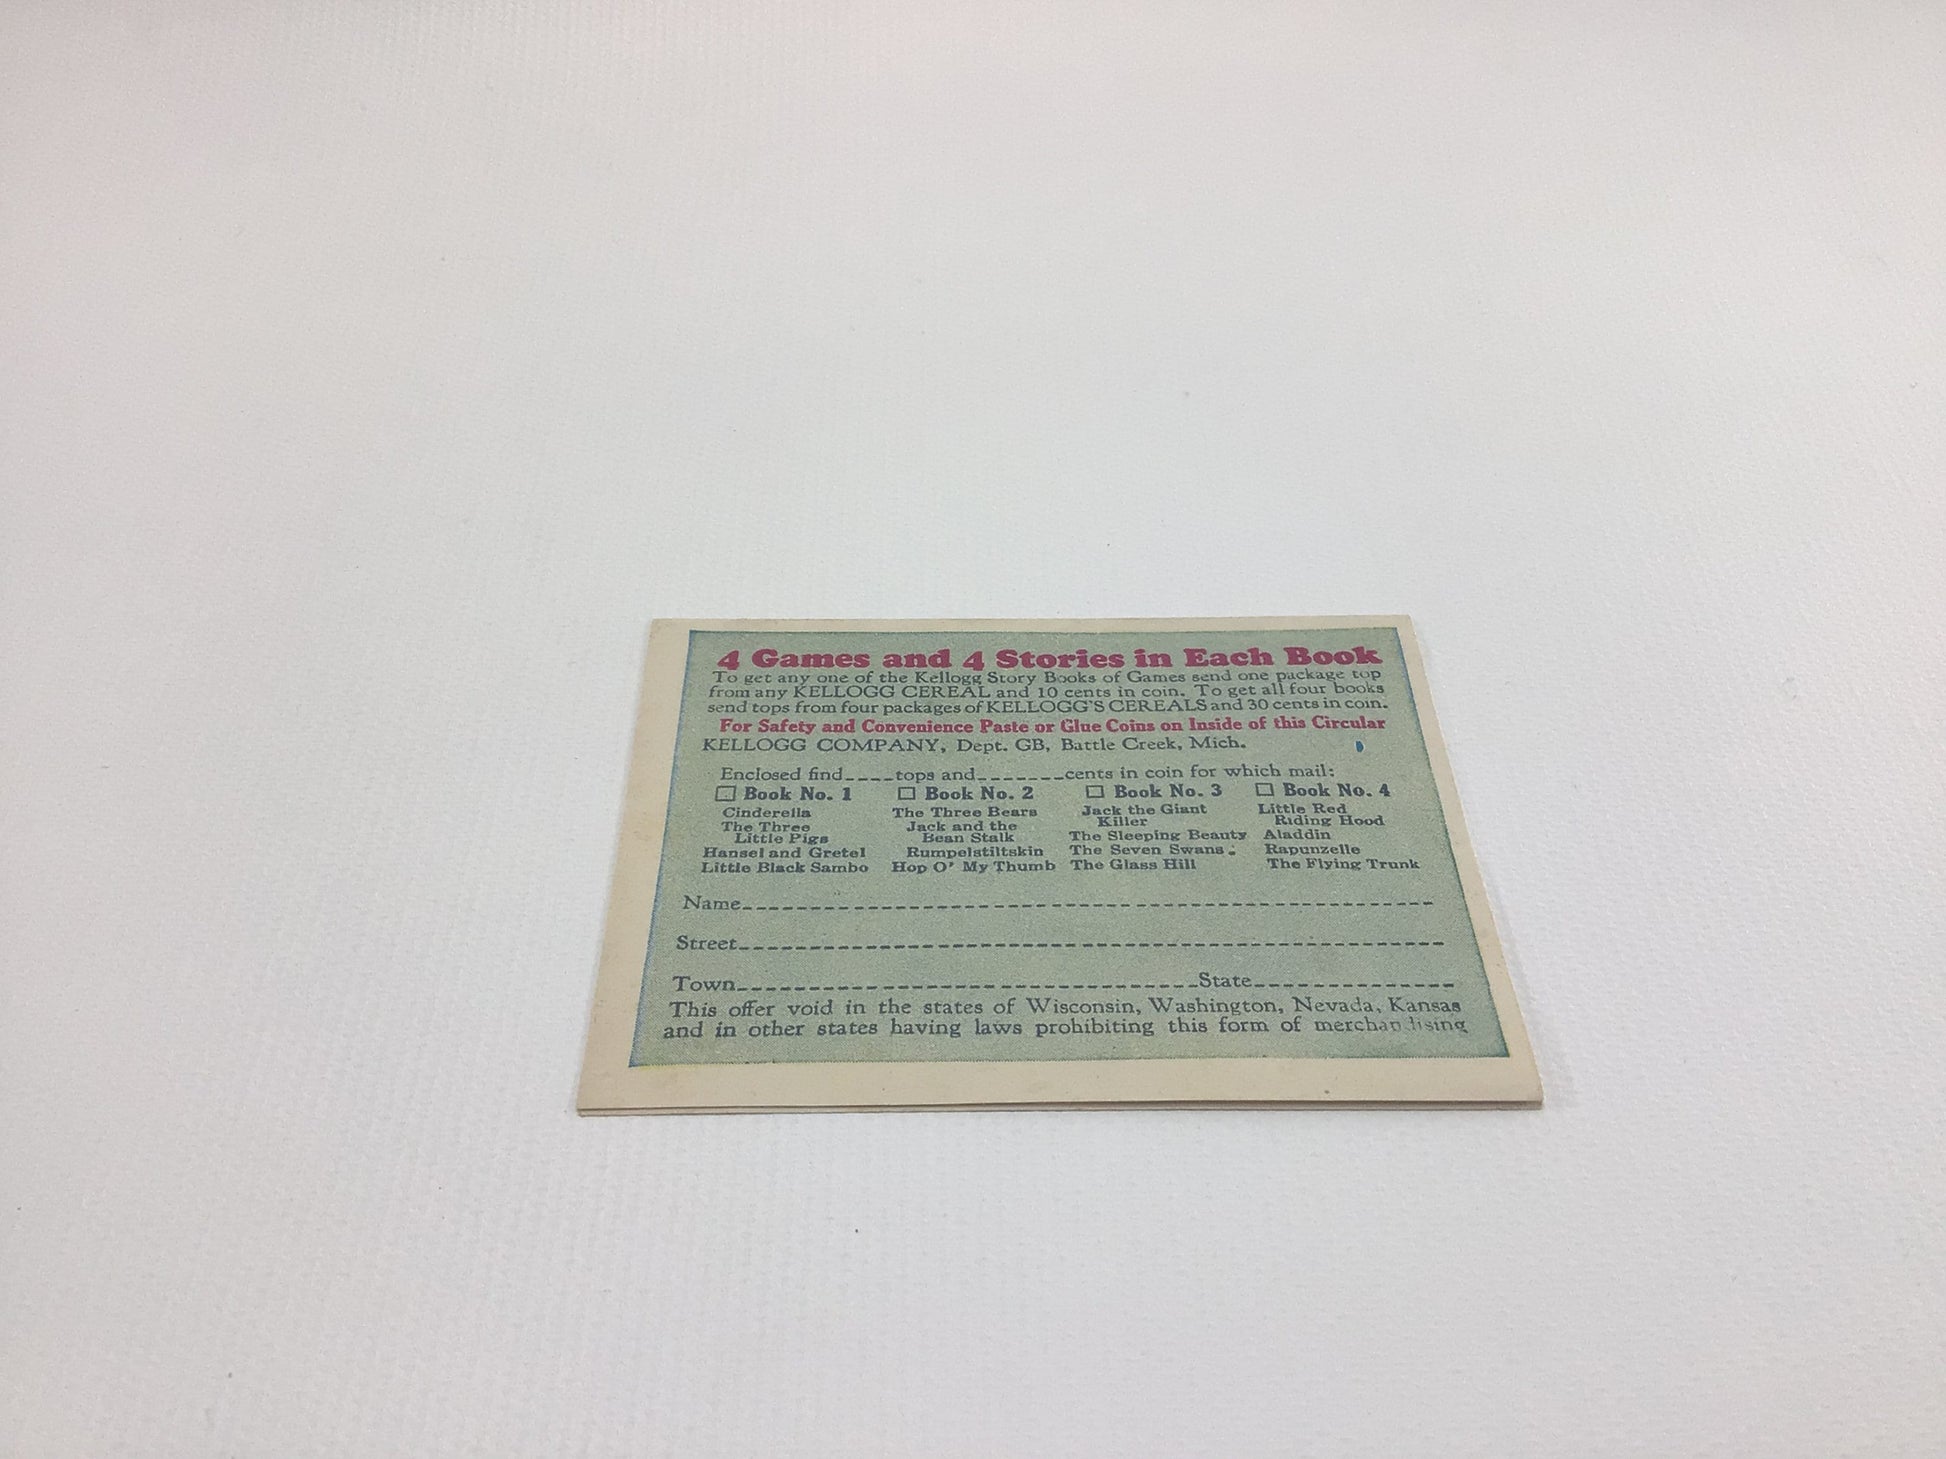 4 Games and 4 Stories in Each Book
To get any one of the Kellogg Story Books of Games send one package top
from any KELLOGG CEREAL and 10 cents in coin. To get all four books
send tops from four packages of KELLOGG'S CEREALS and 30 cents in coin.
For Safety and Convenience Paste or Glue Coins on Inside of this Circular
KELLOGG COMPANY, Dept. GB, Battle Creek, Mich.
Enclosed find____tops and_______cents in coin for which mail:
☐ Book No. 1 ☐ Book No. 2 ☐ Book No. 3 ☐ Book No. 4
Cinderella
The Three
Little Pigs
Hansel and Gretel
Little Black Sambo
The Three Bears
Jack and the
Bean Stalk
Rumpelstiltskin
Hop O' My Thumb
Jack the Giant
Killer
The Sleeping Beauty
The Seven Swans
The Glass Hill
Little Red
Riding Hood
Aladdin
Rapunzelle
The Flying Trunk
Name
Street
Town State
This offer void in the states of Wisconsin, Washington, Nevada, Kansas
and in other states having laws prohibiting this form of merchandising